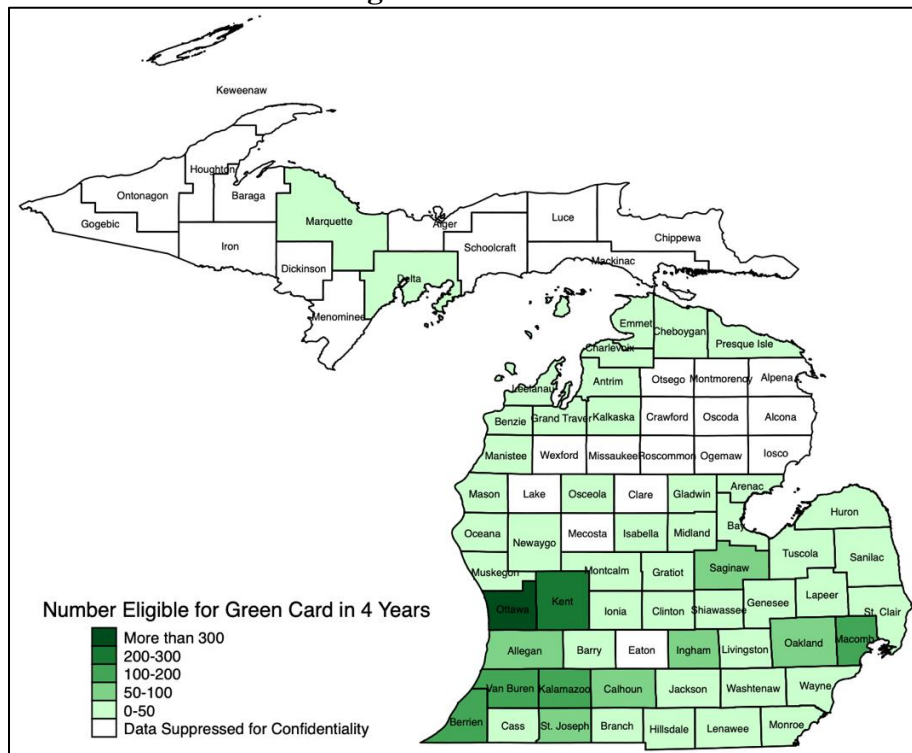 Keweenaw
Houghton
Ontonagon
Baraga
Gogebic
Marquette
Iron
Alger
Luce
Chippewa
Schoolcraft
Mackinac
Dickinson
Delta
Menominee
Emmet
Cheboygan
Presque Isle
Charlevoix
Leelanau
Antrim
Otsego
Montmorency
Alpena
Benzie
Grand Traver
Kalkaska
Crawford
Oscoda
Alcona
Manistee
Wexford
Missaukee
Roscommon
Ogemaw
Iosco
Mason
Lake
Osceola
Clare
Gladwin
Arenac
Huron
Oceana
Newaygo
Mecosta
Isabella
Midland
Bay
Tuscola
Sanilac
Muskegon
Montcalm
Gratiot
Saginaw
Ottawa
Kent
Ionia
Clinton
Shiawassee
Genesee
Lapeer
St. Clair
Allegan
Barry
Eaton
Ingham
Livingston
Oakland
Macomb
Van Buren
Kalamazoo
Calhoun
Jackson
Washtenaw
Wayne
Berrien
Cass
St. Joseph
Branch
Hillsdale
Lenawee
Monroe
Number Eligible for Green Card in 4 Years
More than 300
200-300
100-200
50-100
0-50
Data Suppressed for Confidentiality